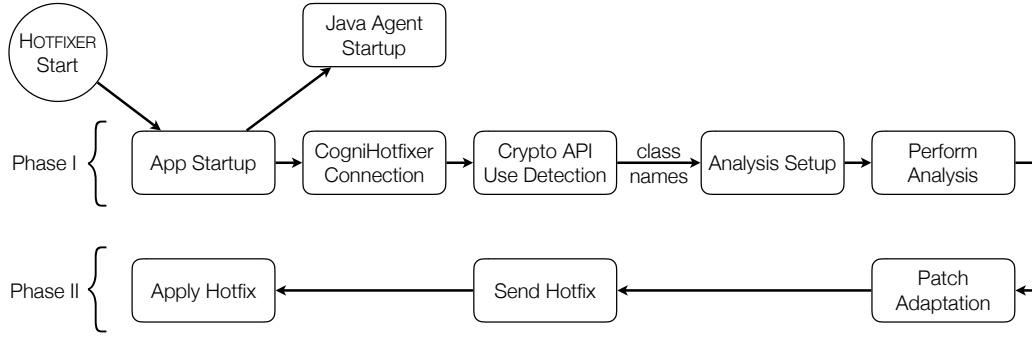 HOTFIXER
Start
Java Agent
Startup
Phase I
App Startup
CogniHotfixer
Connection
Crypto API
Use Detection
class
names
Analysis Setup
Perform
Analysis
Phase II
Apply Hotfix
Send Hotfix
Patch
Adaptation